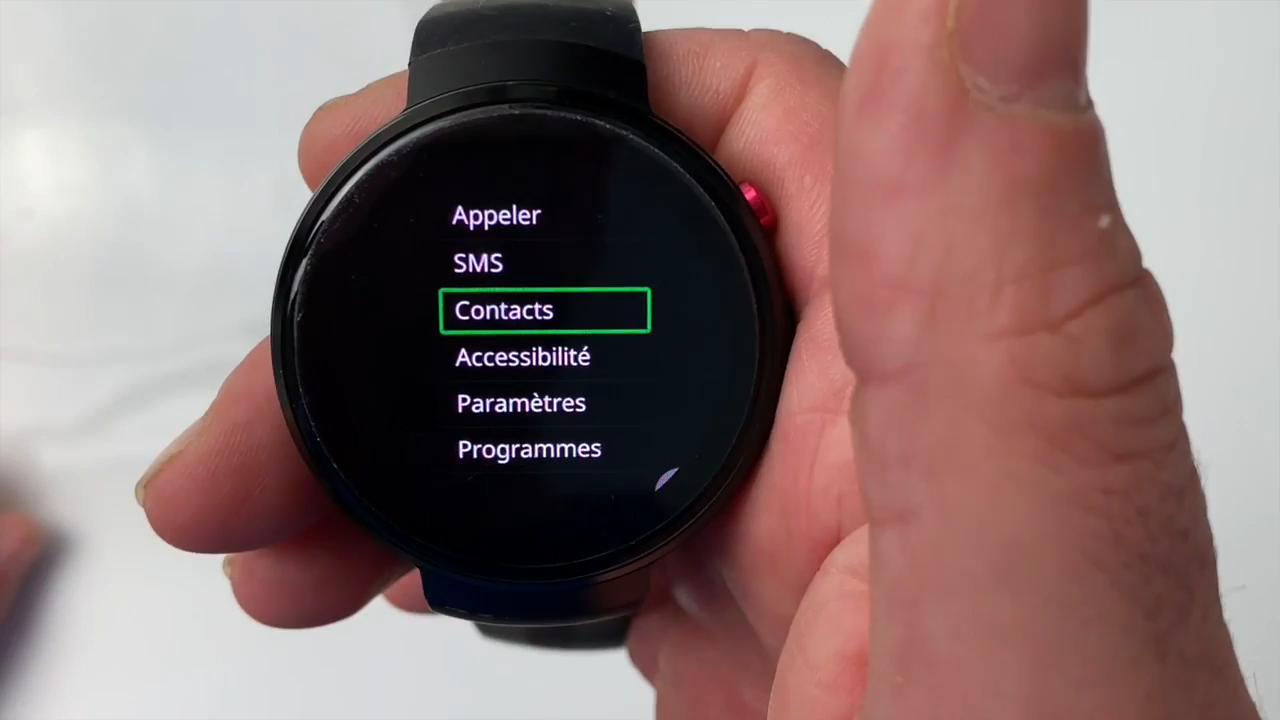 Appeler
SMS
Contacts
Accessibilité
Paramètres
Programmes